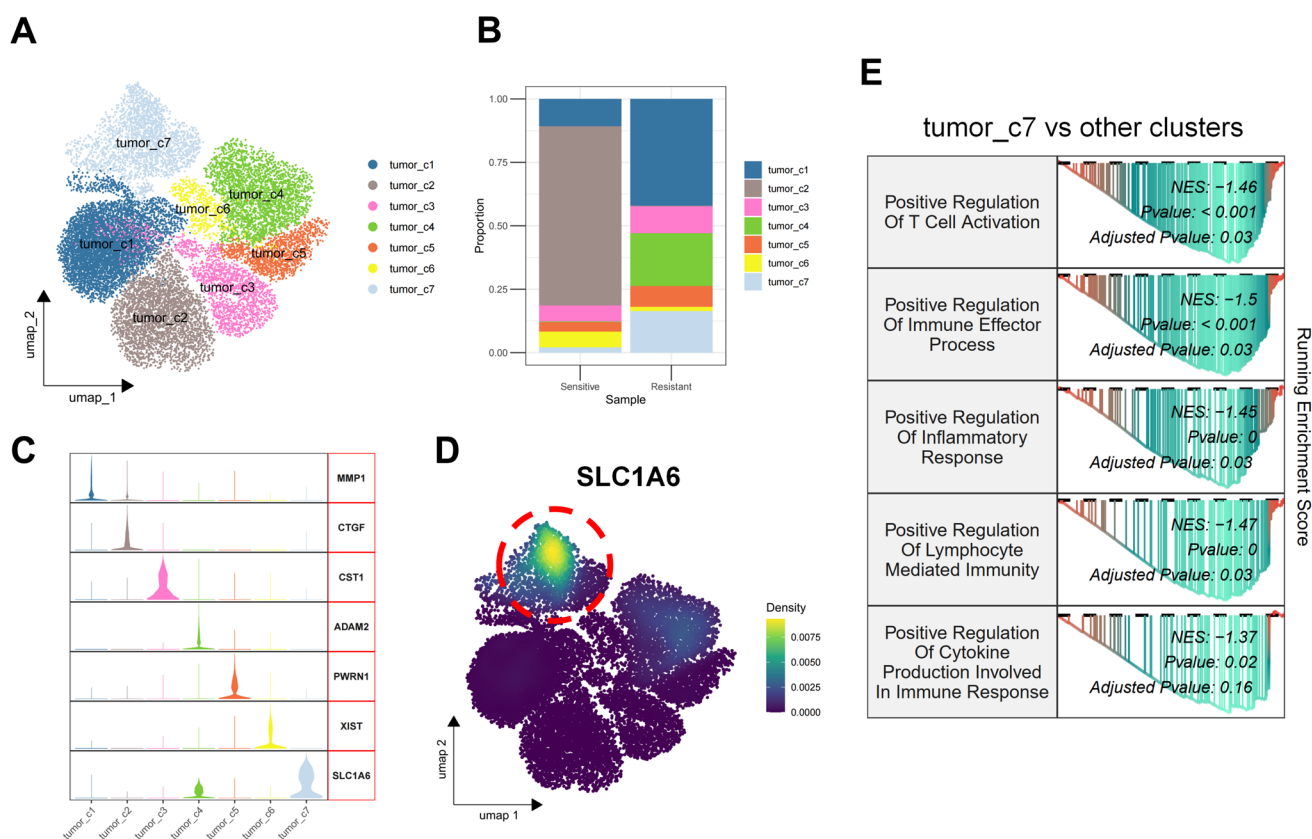 A
tumor_c7
tumor_c4
tumor_c6
tumor_c1
tumor_c5
tumor_c3
tumor_c2
umap_2
umap_1
tumor_c1
tumor_c2
tumor_c3
tumor_c4
tumor_c5
tumor_c6
tumor_c7
B
1.00
0.75
0.50
0.25
0.00
Proportion
Sensitive
Resistant
Sample
tumor_c1
tumor_c2
tumor_c3
tumor_c4
tumor_c5
tumor_c6
tumor_c7
C
MMP1
CTGF
CST1
ADAM2
PWRN1
XIST
SLC1A6
tumor_c1
tumor_c2
tumor_c3
tumor_c4
tumor_c5
tumor_c6
tumor_c7
D
SLC1A6
umap 2
umap 1
Density
0.0075
0.0050
0.0025
0.0000
E
tumor_c7 vs other clusters
Positive Regulation
Of T Cell Activation
NES: −1.46
Pvalue: < 0.001
Adjusted Pvalue: 0.03
Positive Regulation
Of Immune Effector
Process
NES: −1.5
Pvalue: < 0.001
Adjusted Pvalue: 0.03
Positive Regulation
Of Inflammatory
Response
NES: −1.45
Pvalue: 0
Adjusted Pvalue: 0.03
Positive Regulation
Of Lymphocyte
Mediated Immunity
NES: −1.47
Pvalue: 0
Adjusted Pvalue: 0.03
Positive Regulation
Of Cytokine
Production Involved
In Immune Response
NES: −1.37
Pvalue: 0.02
Adjusted Pvalue: 0.16
Running Enrichment Score